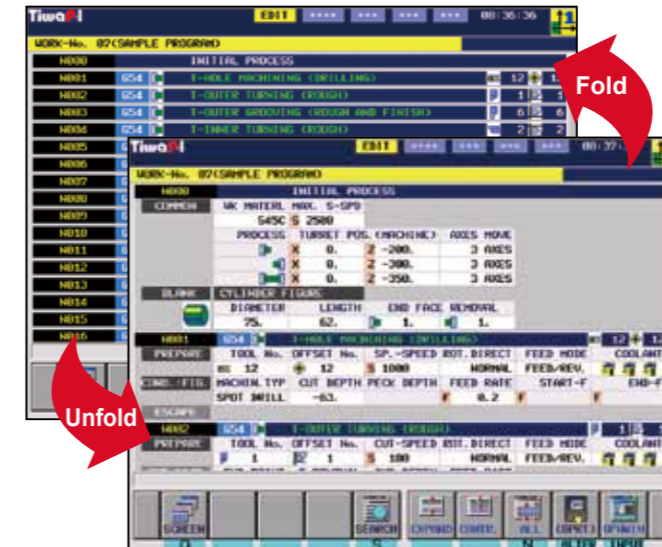 TiwaP-I EDIT **** *** *** *** 08:36:36
WORK-No. 07(SAMPLE PROGRAM)
N000 INITIAL PROCESS
N001 G54 T-HOLE MACHINING (DRILLING) 12
N002 G54 T-OUTER TURNING (ROUGH) 1
N003 G54 T-OUTER GROOVING (ROUGH AND FINISH) 6 6
N004 G54 T-INNER TURNING (ROUGH) 2 2
N005
N006
N007
N008
N009
N010
N011
N012
N013
N014
N015
N016
Fold
Unfold
EDIT **** *** *** ***
WORK-No. 07(SAMPLE PROGRAM)
N000 INITIAL PROCESS
COMMON WK MATERL MAX. S-SPD
S45C S 2500
PROCESS TURRET POS. (MACHINE) AXES MOVE
X 0. Z -200. 3 AXES
X 0. Z -300. 3 AXES
X 0. Z -350. 3 AXES
BLANK CYLINDER FIGURE
DIAMETER LENGTH END FACE REMOVAL
75. 62. 1. 1.
N001 G54 T-HOLE MACHINING (DRILLING) 12
PREPARE TOOL No. OFFSET No. SP.-SPEED ROT.DIRECT FEED MODE COOLANT
12 12 S 1000 NORMAL FEED/REV.
COND.:FIG. MACHIN.TYP CUT DEPTH PECK DEPTH FEED RATE START-F END-F
SPOT DRILL -63. F 0.2 F F
ESCAPE
N002 G54 T-OUTER TURNING (ROUGH) 1
PREPARE TOOL No. OFFSET No. CUT-SPEED ROT.DIRECT FEED MODE COOLANT
1 1 S 180 NORMAL FEED/REV.
SCREEN SEARCH EXPAND CONTR. ALL
S N ALTER INPUT